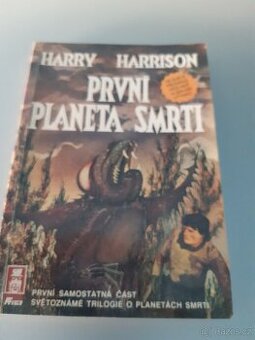 HARRY HARRISON
PRVNÍ
PLANETA SMRTI
PRVNÍ SAMOSTATNÁ ČÁST
SVĚTOZNÁMÉ TRILOGIE O PLANETÁCH SMRTI